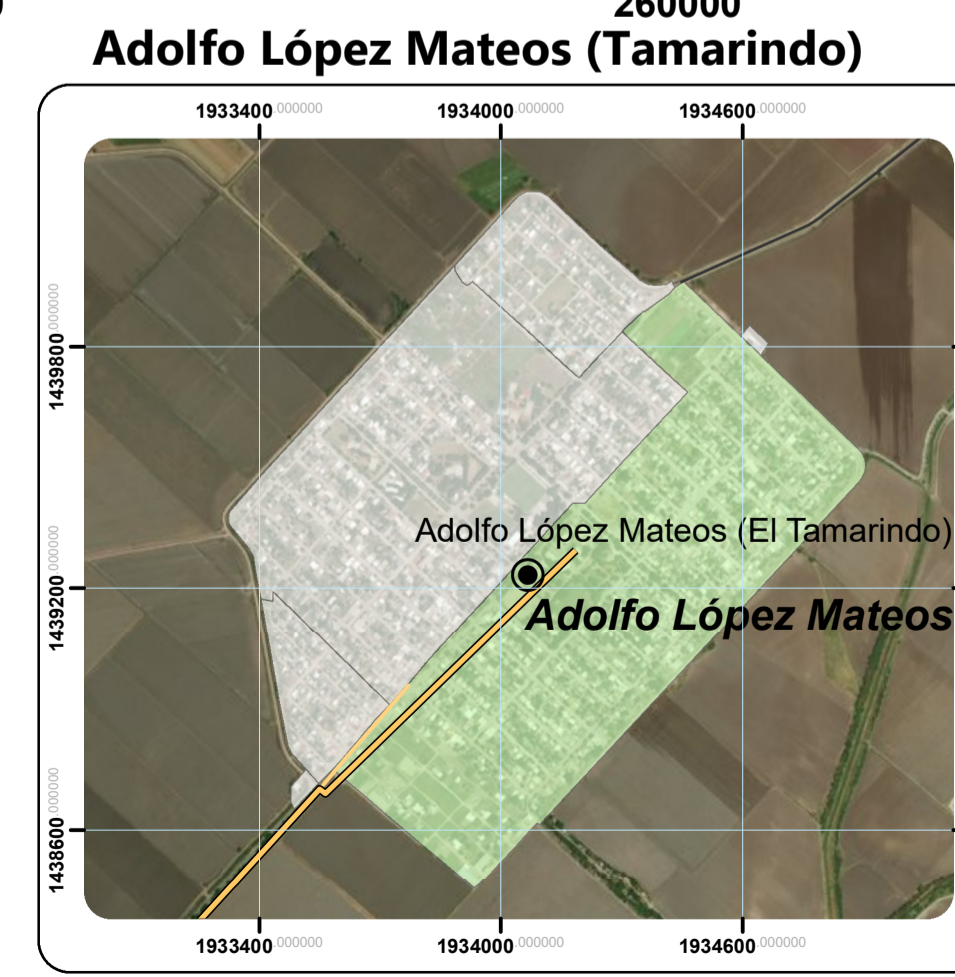 260000
Adolfo López Mateos (Tamarindo)
1933400.000000 1934000.000000 1934600.000000
1439800.000000
Adolfo López Mateos (El Tamarindo)
1439200.000000
Adolfo López Mateos
1438600.000000
1933400.000000 1934000.000000 1934600.000000